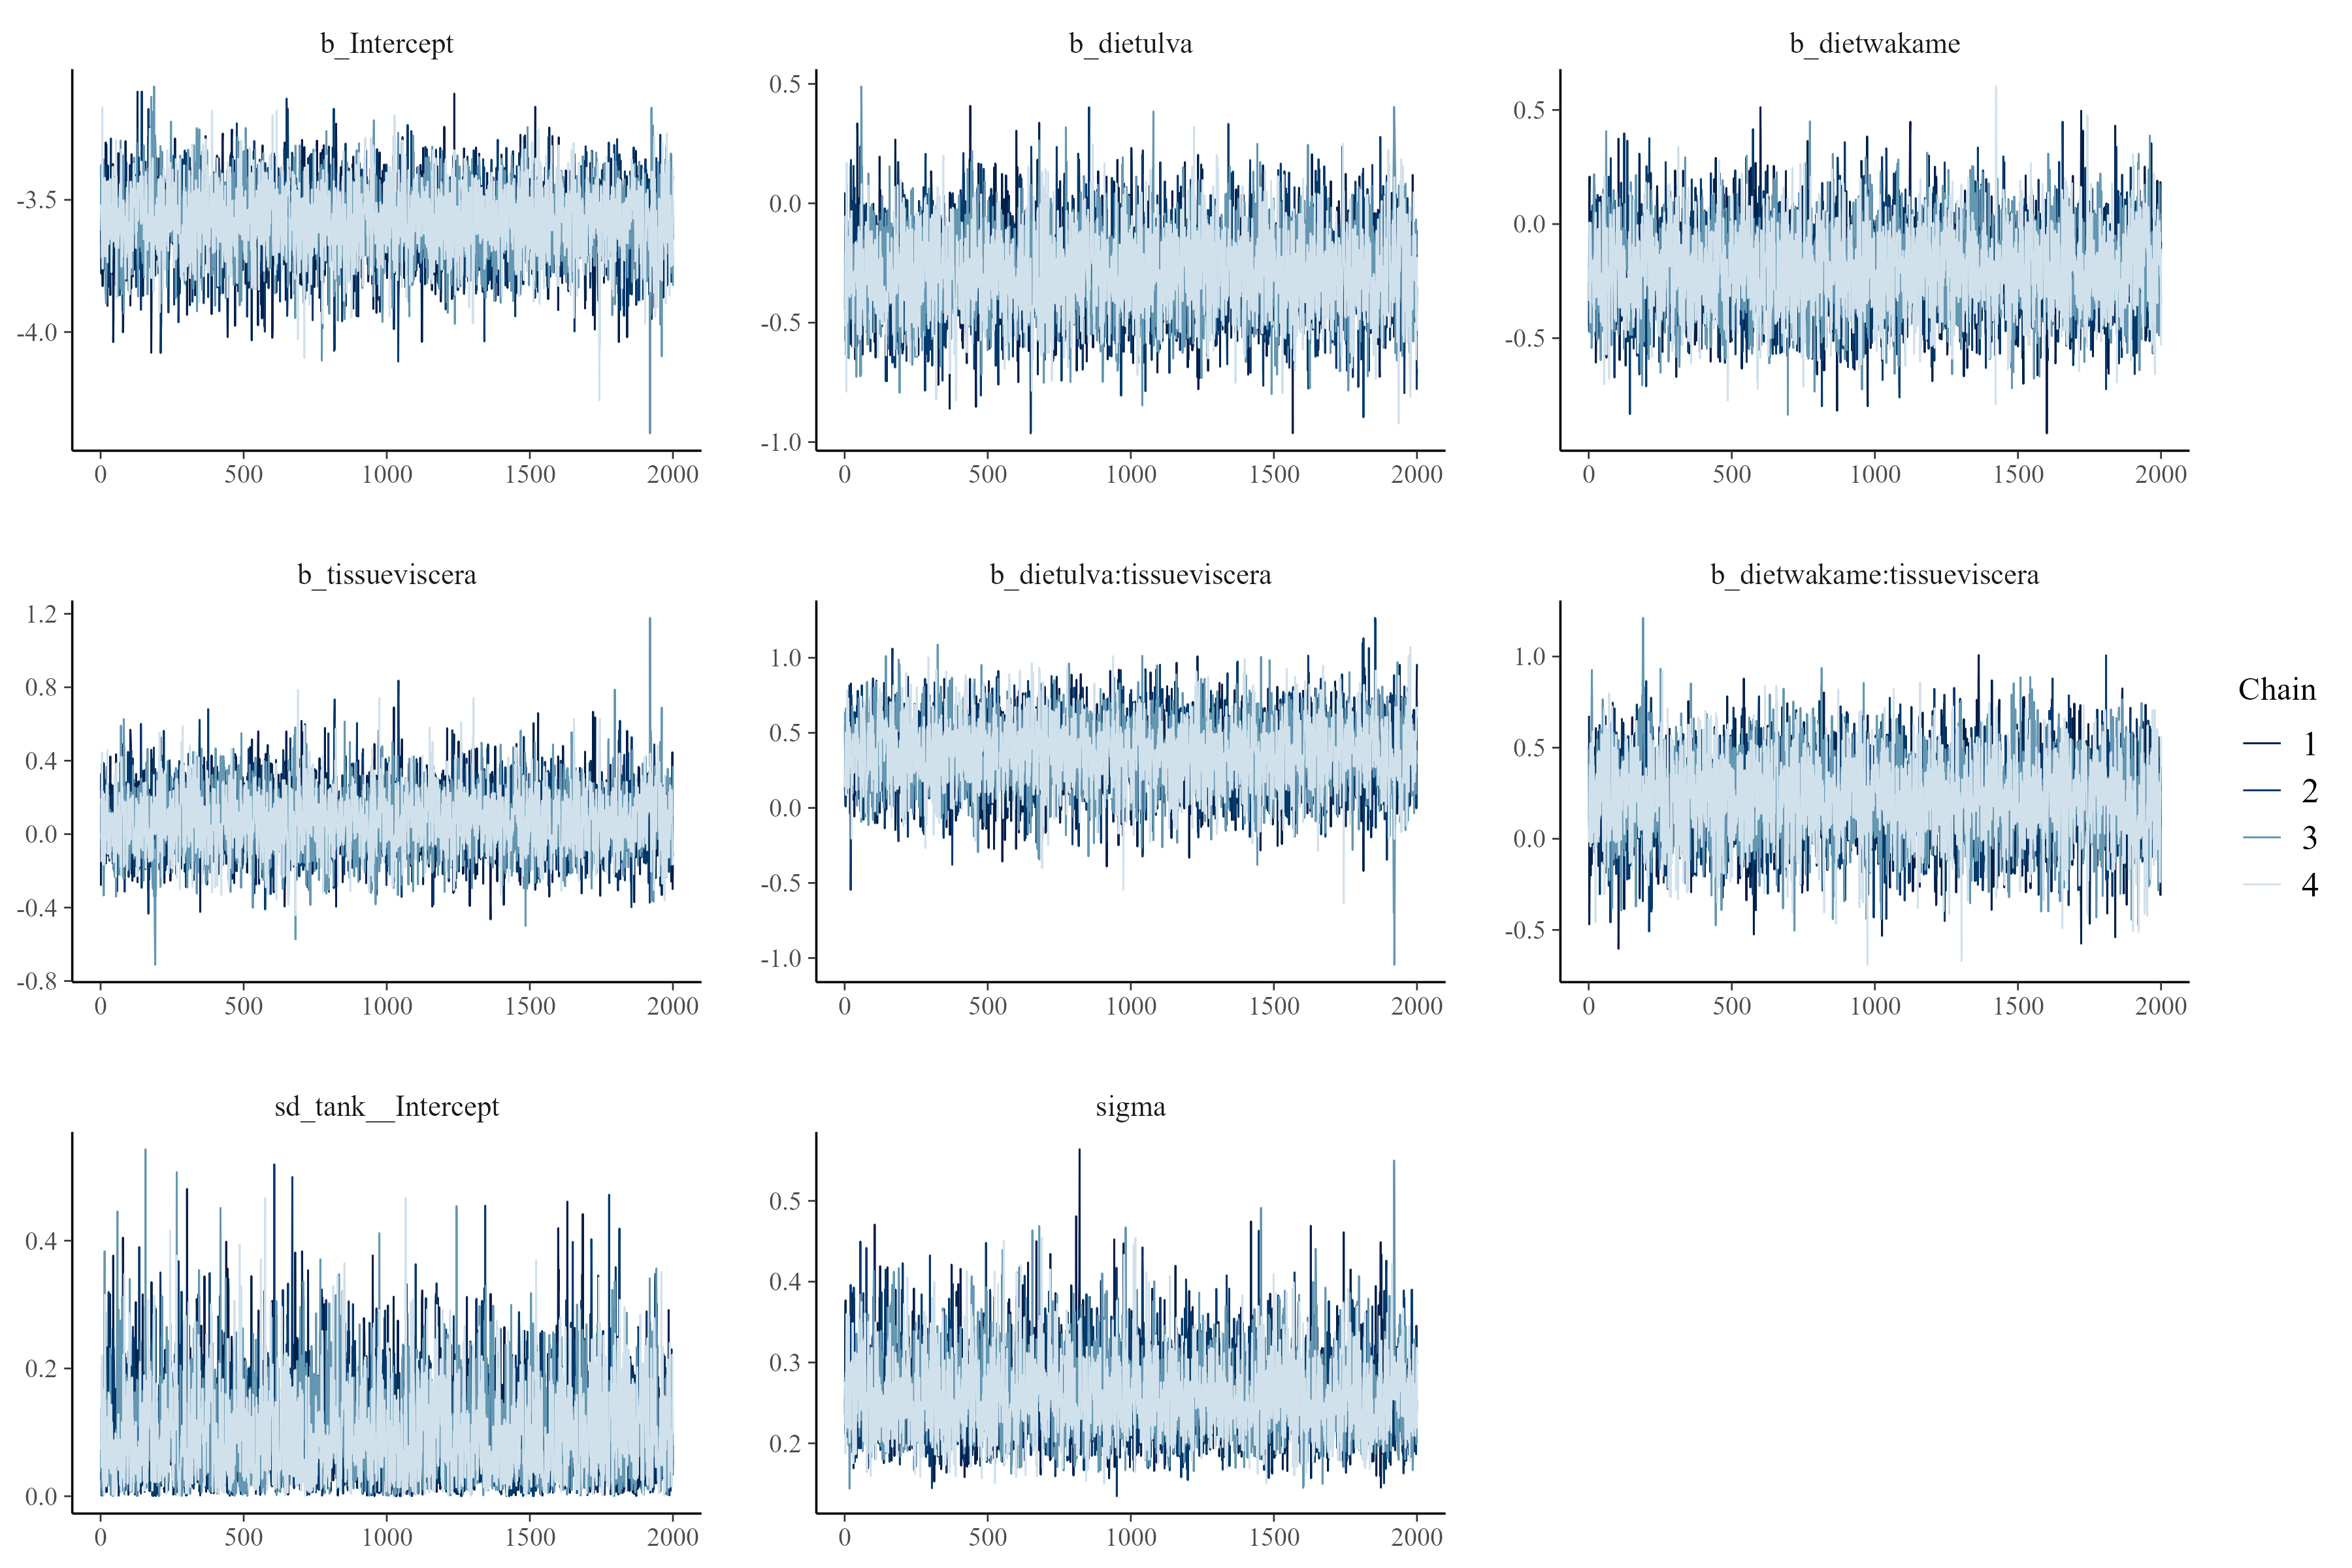 b_Intercept
b_dietulva
b_dietwakame
-3.5
-4.0
0 500 1000 1500 2000
0.5
0.0
-0.5
-1.0
0 500 1000 1500 2000
0.5
0.0
-0.5
0 500 1000 1500 2000
b_tissueviscera
b_dietulva:tissueviscera
b_dietwakame:tissueviscera
1.2
0.8
0.4
0.0
-0.4
-0.8
0 500 1000 1500 2000
1.0
0.5
0.0
-0.5
-1.0
0 500 1000 1500 2000
1.0
0.5
0.0
-0.5
0 500 1000 1500 2000
Chain
1
2
3
4
sd_tank__Intercept
sigma
0.4
0.2
0.0
0 500 1000 1500 2000
0.5
0.4
0.3
0.2
0 500 1000 1500 2000